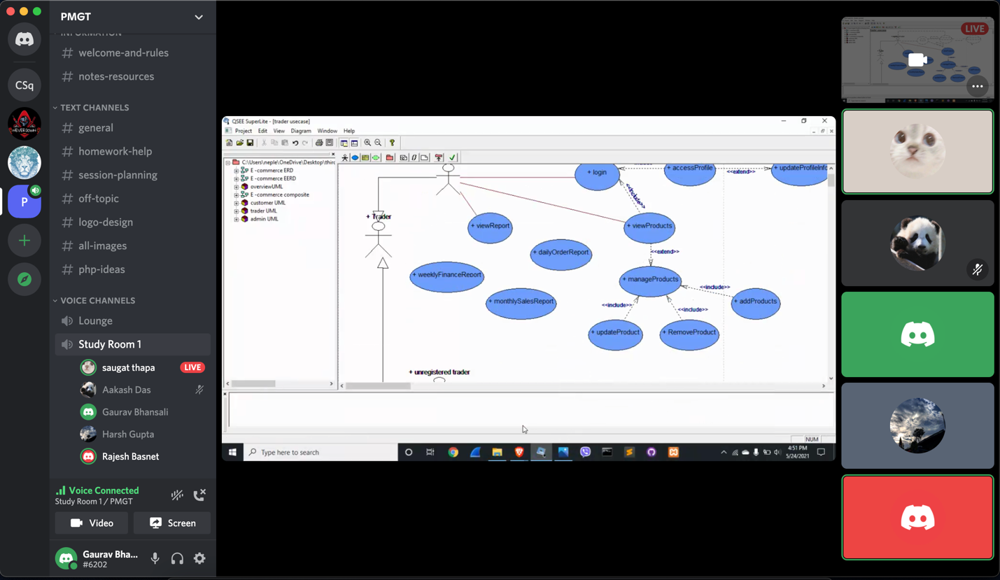 PMGT
INFORMATION
# welcome-and-rules
# notes-resources
CSq
TEXT CHANNELS
# general
# homework-help
# session-planning
# off-topic
# logo-design
# all-images
# php-ideas
NEVERDOWN
P
VOICE CHANNELS
Lounge
Study Room 1
saugat thapa LIVE
Aakash Das
Gaurav Bhansali
Harsh Gupta
Rajesh Basnet
Voice Connected
Study Room 1 / PMGT
Video
Screen
Gaurav Bha...
#6202
QSEE SuperLite - [trader usecase]
Project Edit View Diagram Window Help
C:\Users\neple\OneDrive\Desktop\thir
E -commerce ERD
E -commerce EERD
overviewUML
E -commerce composite
customer UML
trader UML
admin UML
+ login
+ accessProfile
<<extend>>
+ updateProfileInfo
<<include>>
+ Trader
+ viewReport
+ viewProducts
+ dailyOrderReport
<<extend>>
+ weeklyFinanceReport
+ manageProducts
<<include>>
+ monthlySalesReport
+ addProducts
<<include>>
<<include>>
+ updateProduct
+ RemoveProduct
+ unregistered trader
NUM
Type here to search
4:51 PM
5/24/2021
LIVE